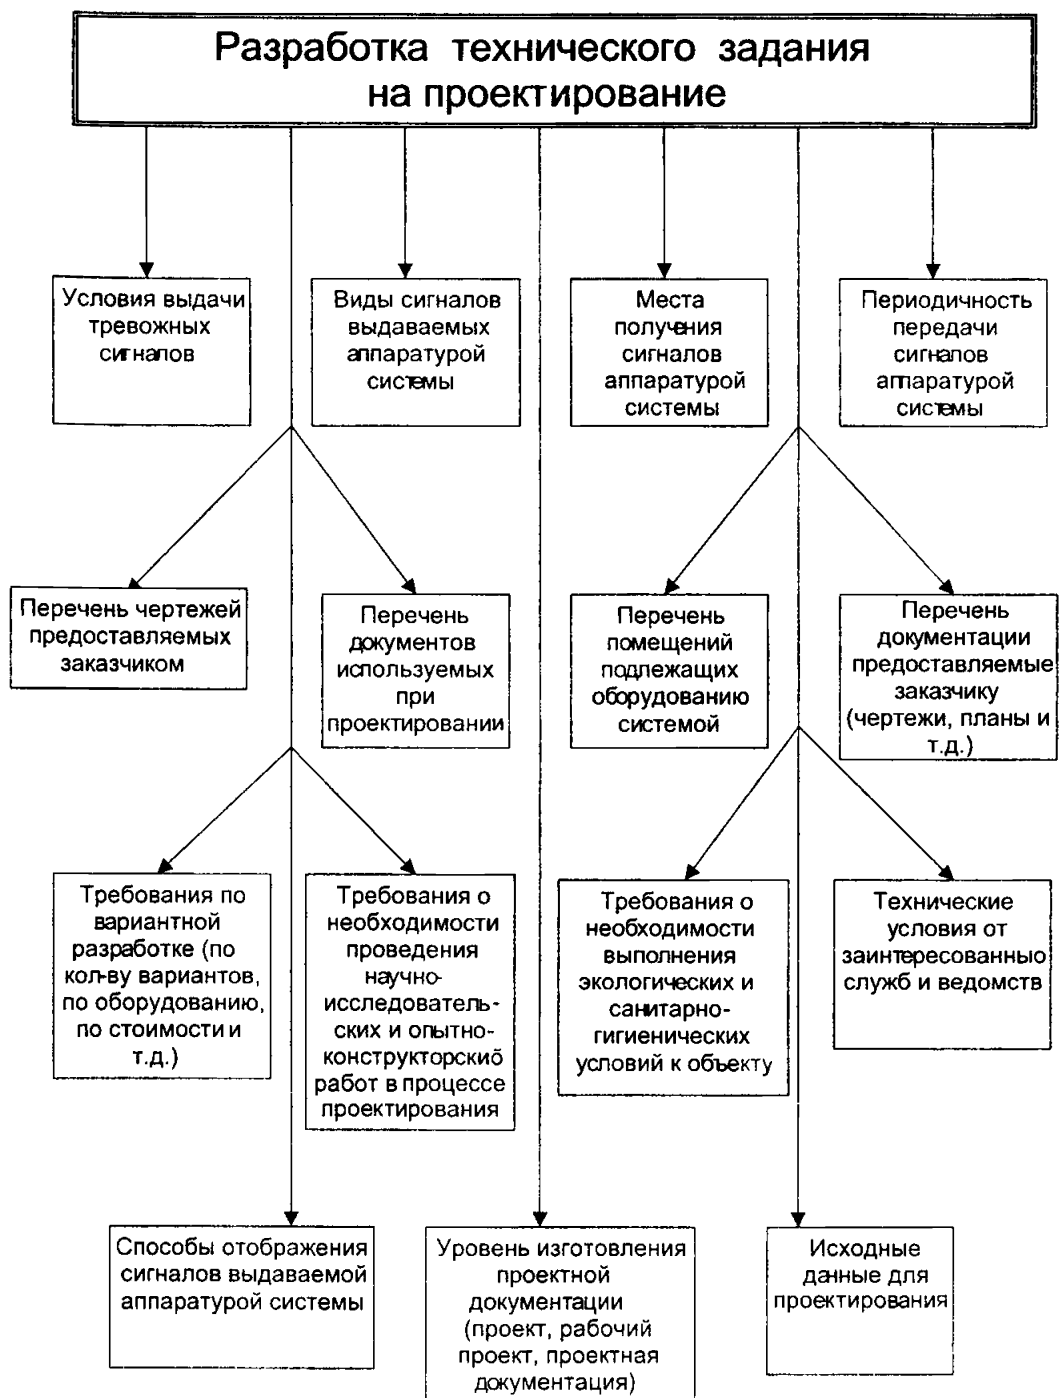 Разработка технического задания
на проектирование
Условия выдачи
тревожных
сигналов
Виды сигналов
выдаваемых
аппаратурой
системы
Места
получения
сигналов
аппаратурой
системы
Периодичность
передачи
сигналов
аппаратурой
системы
Перечень чертежей
предоставляемых
заказчиком
Перечень
документов
используемых
при
проектировании
Перечень
помещений
подлежащих
оборудованию
системой
Перечень
документации
предоставляемые
заказчику
(чертежи, планы и
т.д.)
Требования по
вариантной
разработке (по
кол-ву вариантов,
по оборудованию,
по стоимости и
т.д.)
Требования о
необходимости
проведения
научно-
исследователь-
ских и опытно-
конструкторский
работ в процессе
проектирования
Требования о
необходимости
выполнения
экологических и
санитарно-
гигиенических
условий к объекту
Технические
условия от
заинтересованныо
служб и ведомств
Способы отображения
сигналов выдаваемой
аппаратурой системы
Уровень изготовления
проектной
документации
(проект, рабочий
проект, проектная
документация)
Исходные
данные для
проектирования